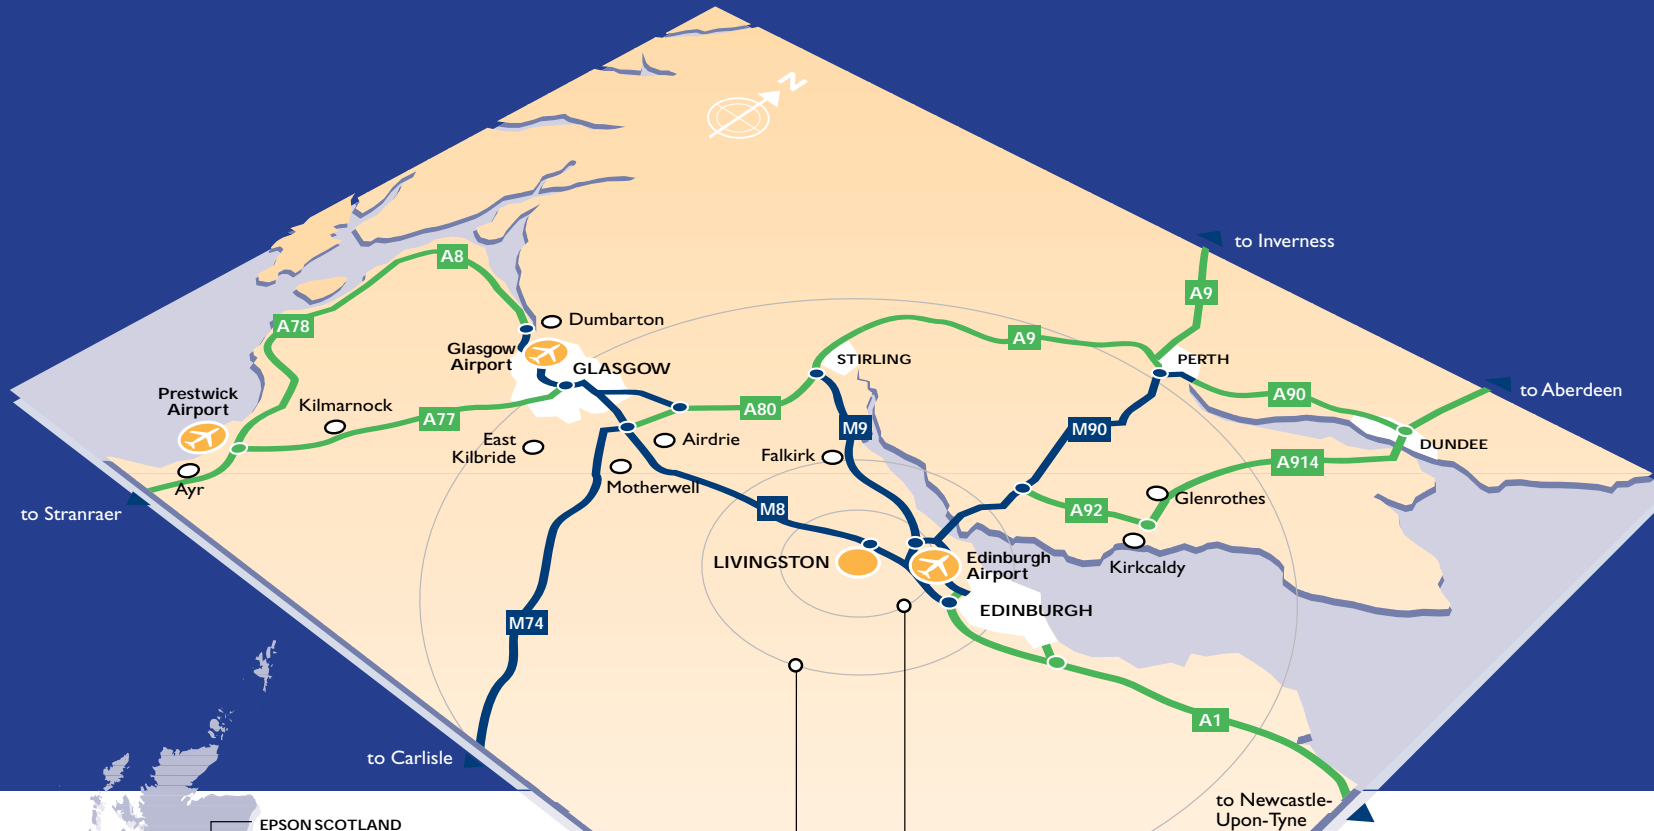 N
to Inverness
A8
A9
A78
Dumbarton
A9
Glasgow
Airport
GLASGOW
STIRLING
PERTH
Prestwick
Airport
Kilmarnock
A77
A80
A90
to Aberdeen
M9
M90
East
Kilbride
Airdrie
Falkirk
DUNDEE
A914
Ayr
Motherwell
Glenrothes
to Stranraer
M8
A92
LIVINGSTON
Edinburgh
Airport
Kirkcaldy
EDINBURGH
M74
A1
to Carlisle
to Newcastle-
Upon-Tyne
EPSON SCOTLAND